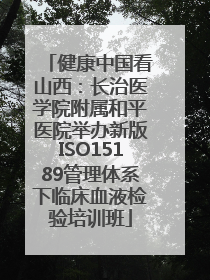 「健康中国看
山西：长治医
学院附属和平
医院举办新版
ISO151
89管理体系
下临床血液检
验培训班」